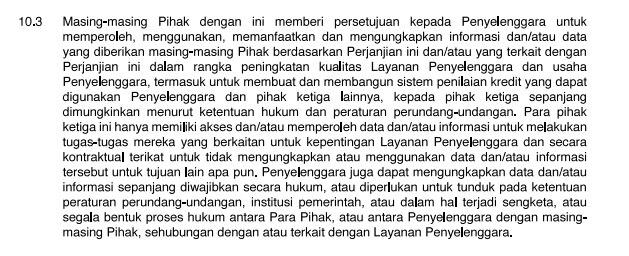 10.3 Masing-masing Pihak dengan ini memberi persetujuan kepada Penyelenggara untuk
memperoleh, menggunakan, memanfaatkan dan mengungkapkan informasi dan/atau data
yang diberikan masing-masing Pihak berdasarkan Perjanjian ini dan/atau yang terkait dengan
Perjanjian ini dalam rangka peningkatan kualitas Layanan Penyelenggara dan usaha
Penyelenggara, termasuk untuk membuat dan membangun sistem penilaian kredit yang dapat
digunakan Penyelenggara dan pihak ketiga lainnya, kepada pihak ketiga sepanjang
dimungkinkan menurut ketentuan hukum dan peraturan perundang-undangan. Para pihak
ketiga ini hanya memiliki akses dan/atau memperoleh data dan/atau informasi untuk melakukan
tugas-tugas mereka yang berkaitan untuk kepentingan Layanan Penyelenggara dan secara
kontraktual terikat untuk tidak mengungkapkan atau menggunakan data dan/atau informasi
tersebut untuk tujuan lain apa pun. Penyelenggara juga dapat mengungkapkan data dan/atau
informasi sepanjang diwajibkan secara hukum, atau diperlukan untuk tunduk pada ketentuan
peraturan perundang-undangan, institusi pemerintah, atau dalam hal terjadi sengketa, atau
segala bentuk proses hukum antara Para Pihak, atau antara Penyelenggara dengan masing-
masing Pihak, sehubungan dengan atau terkait dengan Layanan Penyelenggara.